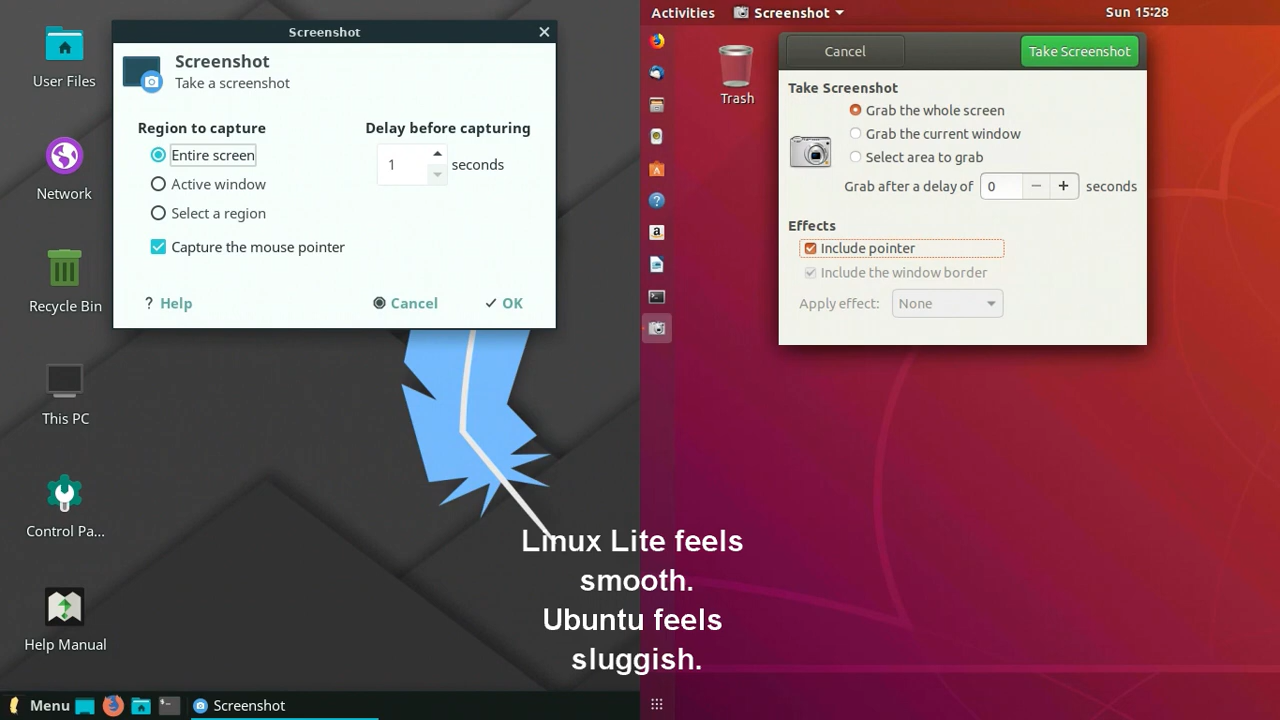 User Files
Network
Recycle Bin
This PC
Control Pa...
Help Manual
Screenshot
Screenshot
Take a screenshot
Region to capture
Entire screen
Active window
Select a region
Capture the mouse pointer
Delay before capturing
1 seconds
? Help
Cancel
OK
Menu
Screenshot
Activities
Screenshot
Sun 15:28
Trash
Cancel
Take Screenshot
Take Screenshot
Grab the whole screen
Grab the current window
Select area to grab
Grab after a delay of 0 − + seconds
Effects
Include pointer
Include the window border
Apply effect: None
Linux Lite feels
smooth.
Ubuntu feels
sluggish.